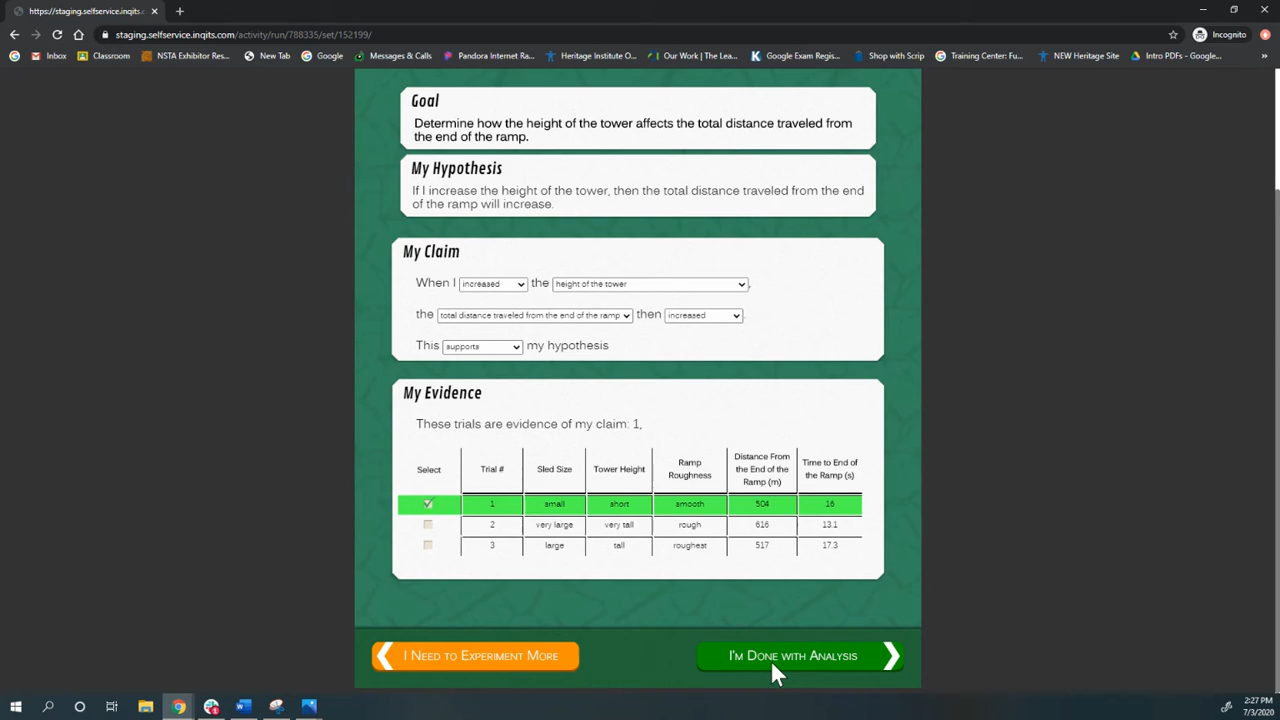 https://staging.selfservice.inqits.
staging.selfservice.inqits.com/activity/run/788335/set/152199/
Incognito
Inbox Classroom NSTA Exhibitor Res... New Tab Google Messages & Calls Pandora Internet Ra... Heritage Institute O... Our Work | The Lea... Google Exam Regist... Shop with Scrip Training Center: Fu... NEW Heritage Site Intro PDFs - Google...
Goal
Determine how the height of the tower affects the total distance traveled from
the end of the ramp.
My Hypothesis
If I increase the height of the tower, then the total distance traveled from the end
of the ramp will increase.
My Claim
When I increased the height of the tower ,
the total distance traveled from the end of the ramp then increased .
This supports my hypothesis
My Evidence
These trials are evidence of my claim: 1,
Select Trial # Sled Size Tower Height Ramp Roughness Distance From the End of the Ramp (m) Time to End of the Ramp (s)
1 small short smooth 504 16
2 very large very tall rough 616 13.1
3 large tall roughest 517 17.3
I Need to Experiment More I'm Done with Analysis
2:27 PM
7/3/2020